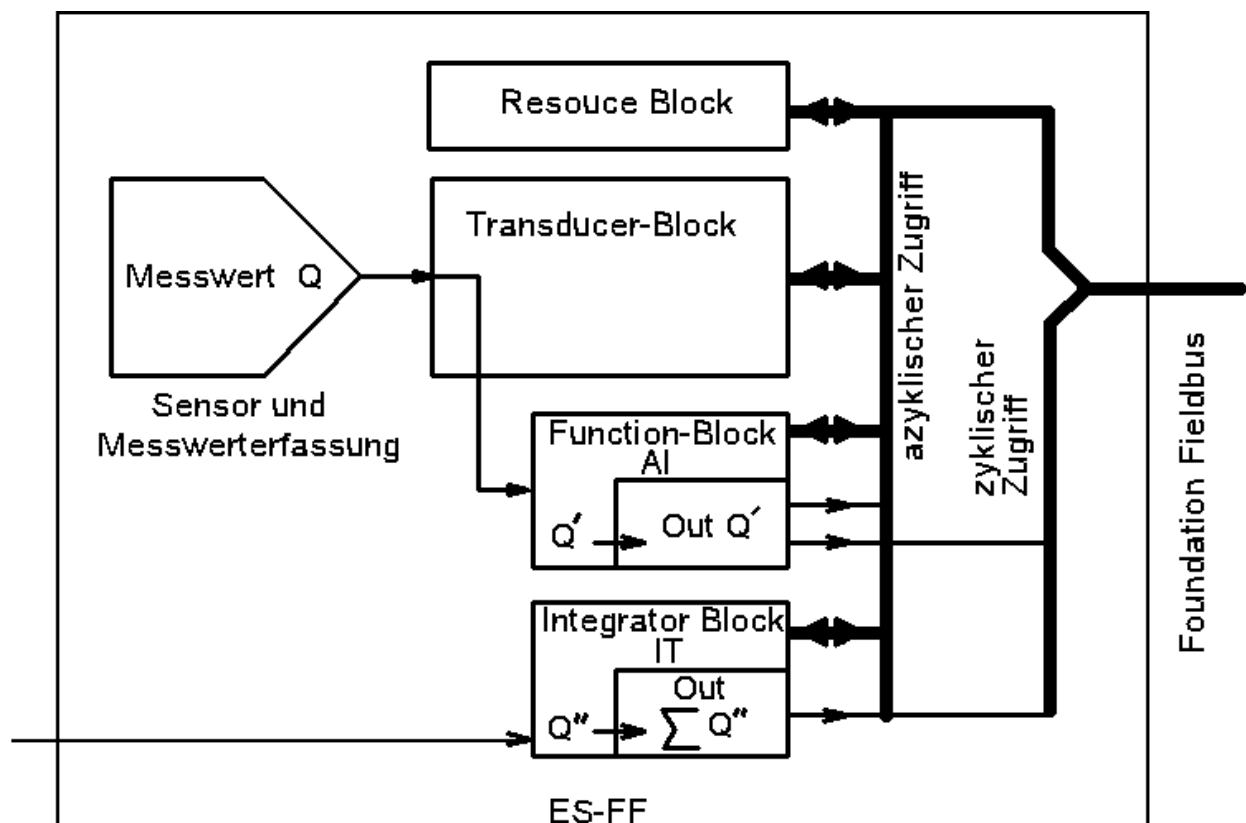 Resouce Block
Transducer-Block
Messwert Q
Sensor und
Messwerterfassung
Function-Block
AI
Q′
Out Q′
Integrator Block
IT
Out
Q″
∑ Q″
azyklischer Zugriff
zyklischer
Zugriff
Foundation Fieldbus
ES-FF